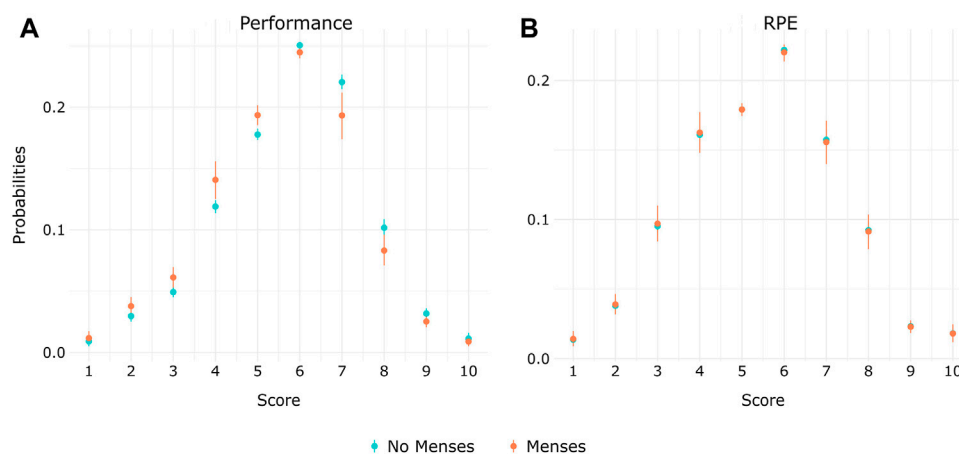 A
Performance
Probabilities
0.2
0.1
0.0
1 2 3 4 5 6 7 8 9 10
Score
B
RPE
0.2
0.1
0.0
1 2 3 4 5 6 7 8 9 10
Score
No Menses Menses